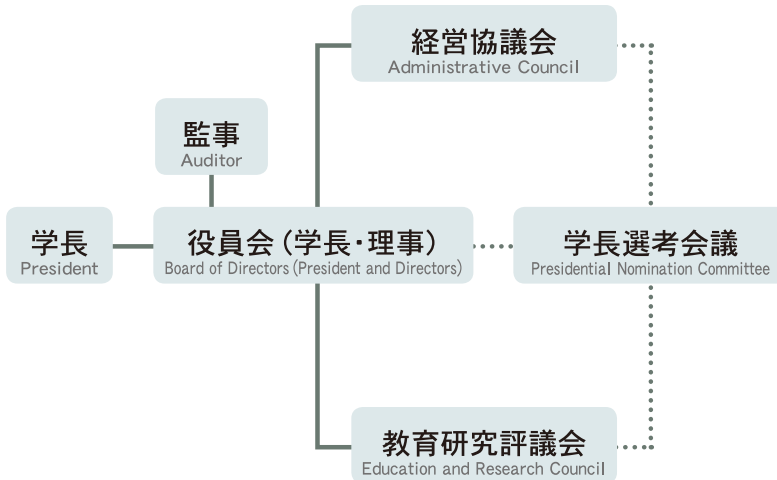 経営協議会
Administrative Council
監事
Auditor
学長
President
役員会（学長・理事）
Board of Directors (President and Directors)
学長選考会議
Presidential Nomination Committee
教育研究評議会
Education and Research Council